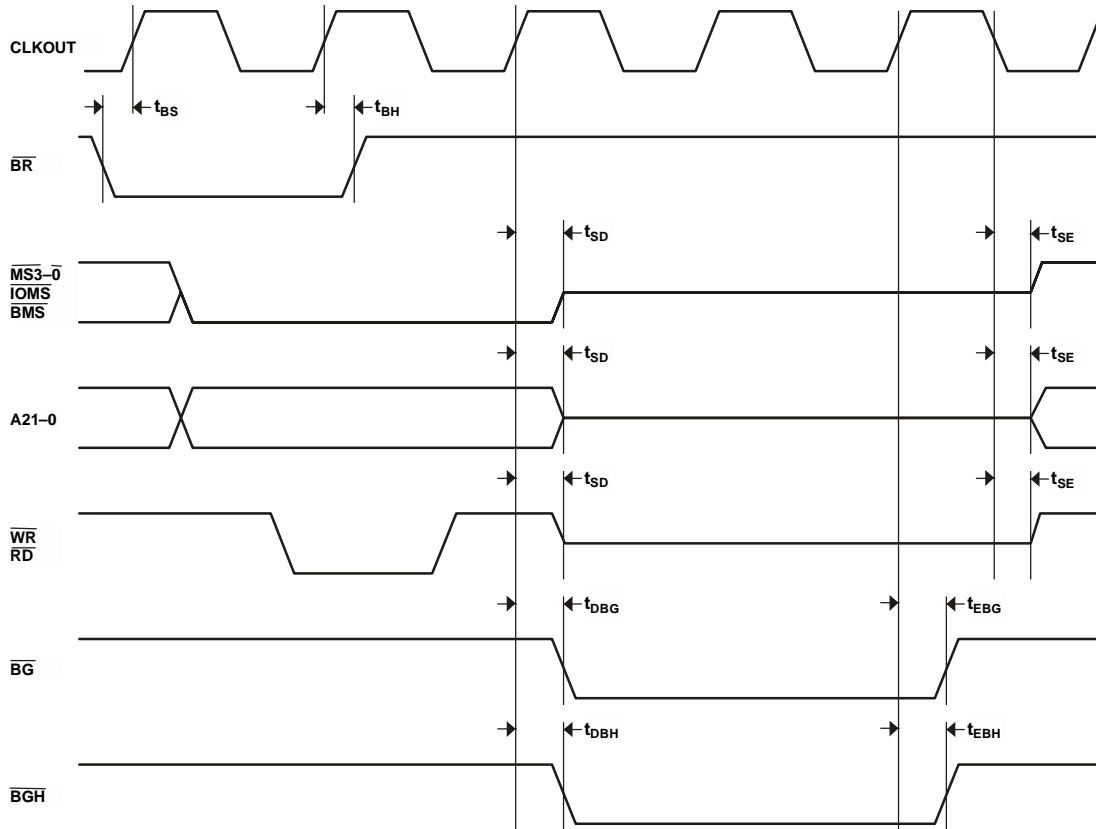 CLKOUT
tBS
tBH
BR
tSD
tSE
MS3–0
IOMS
BMS
tSD
tSE
A21–0
tSD
tSE
WR
RD
tDBG
tEBG
BG
tDBH
tEBH
BGH